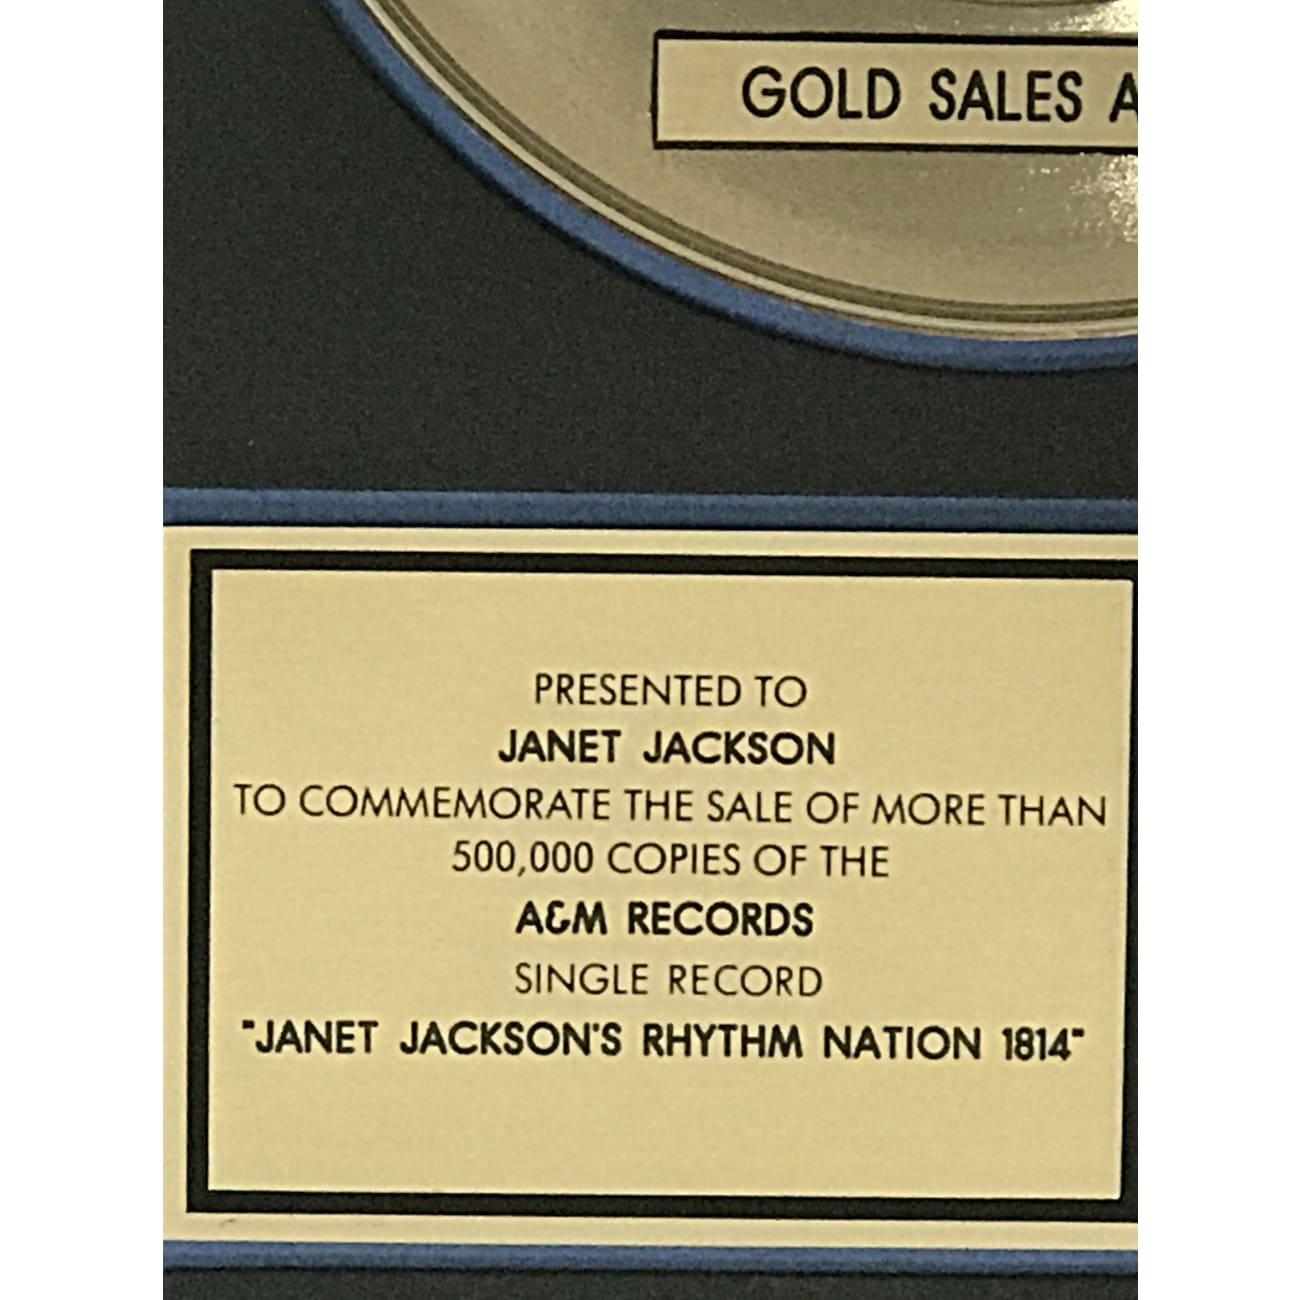 GOLD SALES A
PRESENTED TO
JANET JACKSON
TO COMMEMORATE THE SALE OF MORE THAN
500,000 COPIES OF THE
A&M RECORDS
SINGLE RECORD
"JANET JACKSON'S RHYTHM NATION 1814"